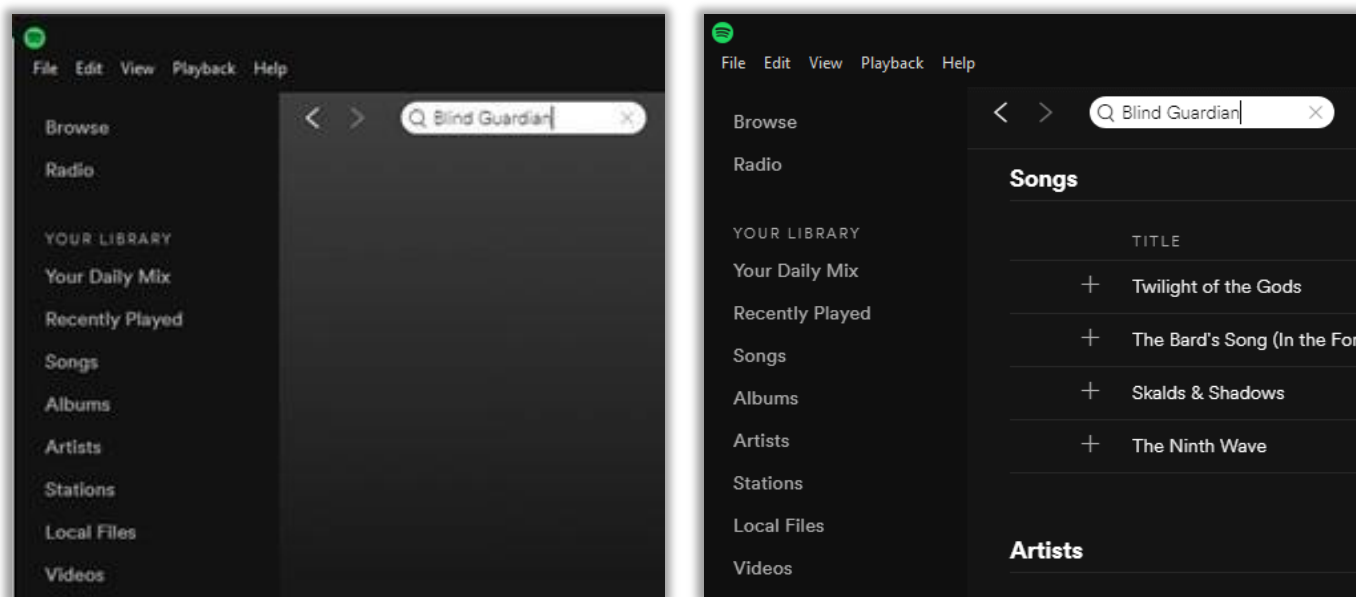 File Edit View Playback Help
Blind Guardian
Browse
Radio
YOUR LIBRARY
Your Daily Mix
Recently Played
Songs
Albums
Artists
Stations
Local Files
Videos
File Edit View Playback Help
Blind Guardian
Browse
Radio
YOUR LIBRARY
Your Daily Mix
Recently Played
Songs
Albums
Artists
Stations
Local Files
Videos
Songs
TITLE
Twilight of the Gods
The Bard's Song (In the For
Skalds & Shadows
The Ninth Wave
Artists